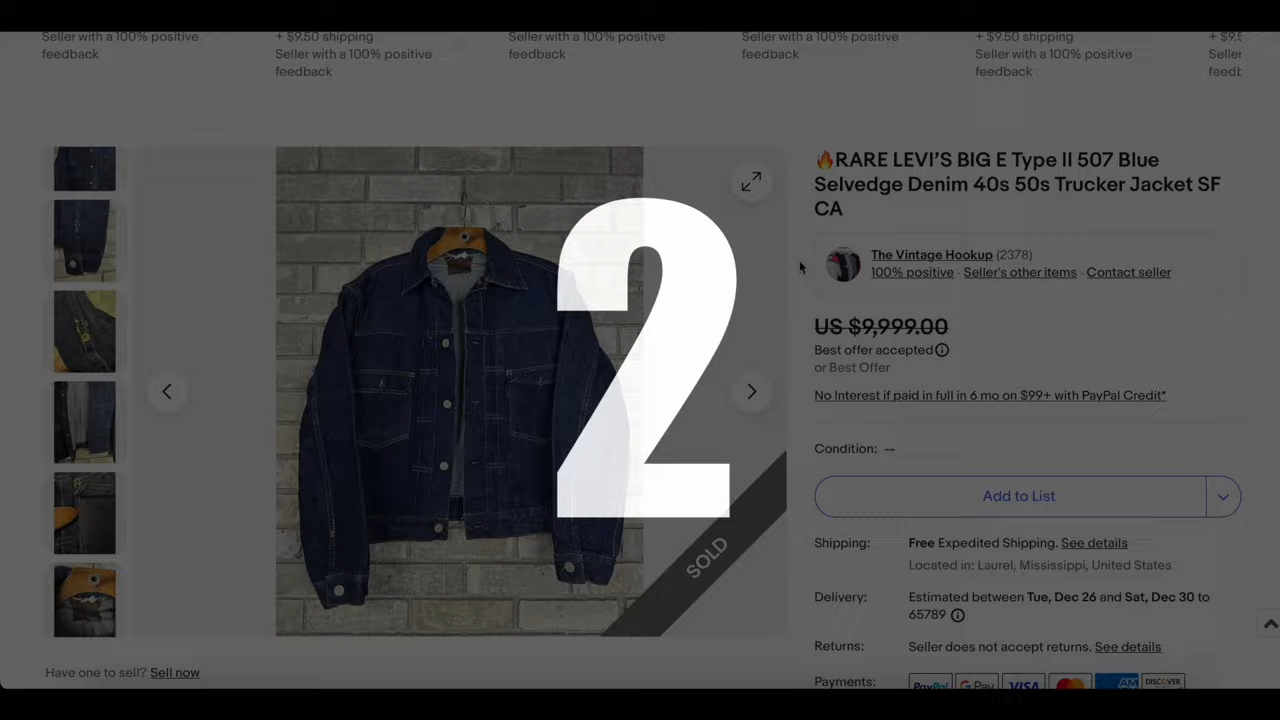 Seller with a 100% positive
feedback
+ $9.50 shipping
Seller with a 100% positive
feedback
Seller with a 100% positive
feedback
Seller with a 100% positive
feedback
+ $9.50 shipping
Seller with a 100% positive
feedback
Seller
🔥RARE LEVI'S BIG E Type II 507 Blue
Selvedge Denim 40s 50s Trucker Jacket SF
CA
The Vintage Hookup (2378)
100% positive · Seller's other items · Contact seller
2
US $9,999.00
Best offer accepted
or Best Offer
No Interest if paid in full in 6 mo on $99+ with PayPal Credit*
Condition: --
Add to List
SOLD
Shipping: Free Expedited Shipping. See details
Located in: Laurel, Mississippi, United States
Delivery: Estimated between Tue, Dec 26 and Sat, Dec 30 to
65789
Returns: Seller does not accept returns. See details
Have one to sell? Sell now
Payments: PayPal G Pay VISA AM DISCOVER